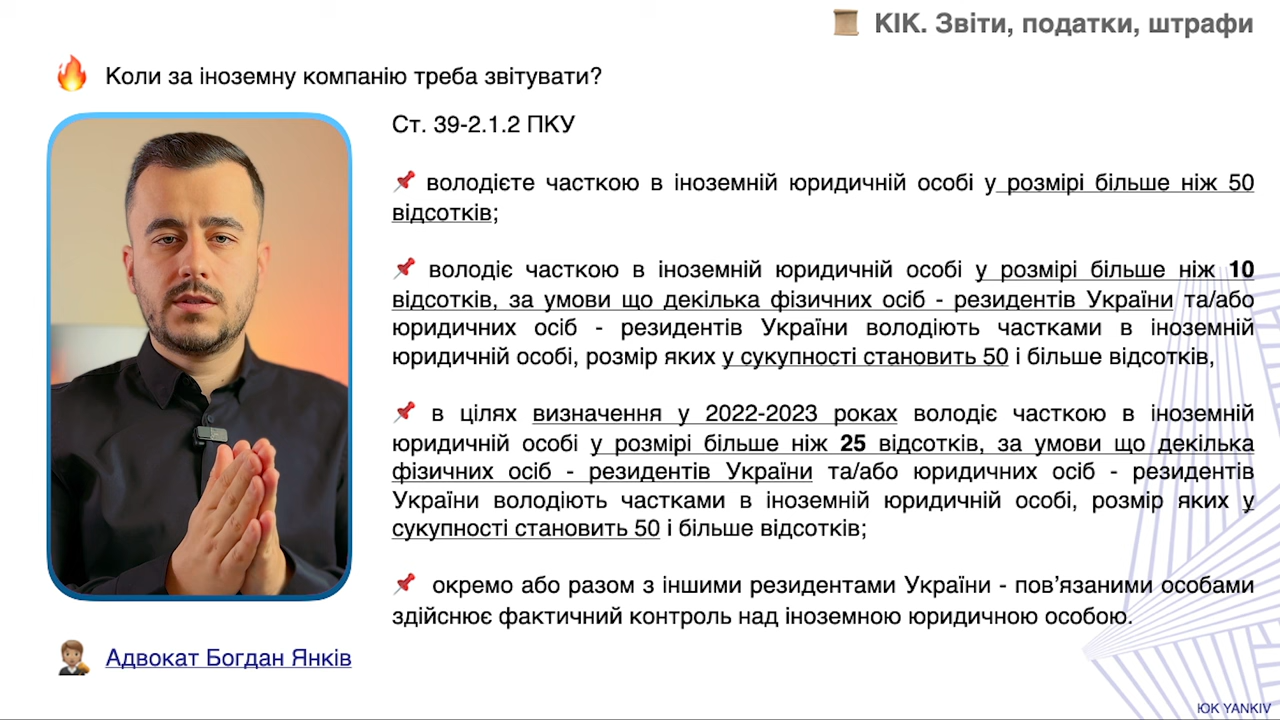 КІК. Звіти, податки, штрафи
Коли за іноземну компанію треба звітувати?
Ст. 39-2.1.2 ПКУ
володієте часткою в іноземній юридичній особі у розмірі більше ніж 50
відсотків;
володіє часткою в іноземній юридичній особі у розмірі більше ніж 10
відсотків, за умови що декілька фізичних осіб - резидентів України та/або
юридичних осіб - резидентів України володіють частками в іноземній
юридичній особі, розмір яких у сукупності становить 50 і більше відсотків,
в цілях визначення у 2022-2023 роках володіє часткою в іноземній
юридичній особі у розмірі більше ніж 25 відсотків, за умови що декілька
фізичних осіб - резидентів України та/або юридичних осіб - резидентів
України володіють частками в іноземній юридичній особі, розмір яких у
сукупності становить 50 і більше відсотків;
окремо або разом з іншими резидентами України - пов’язаними особами
здійснює фактичний контроль над іноземною юридичною особою.
Адвокат Богдан Янків
ЮК YANKIV